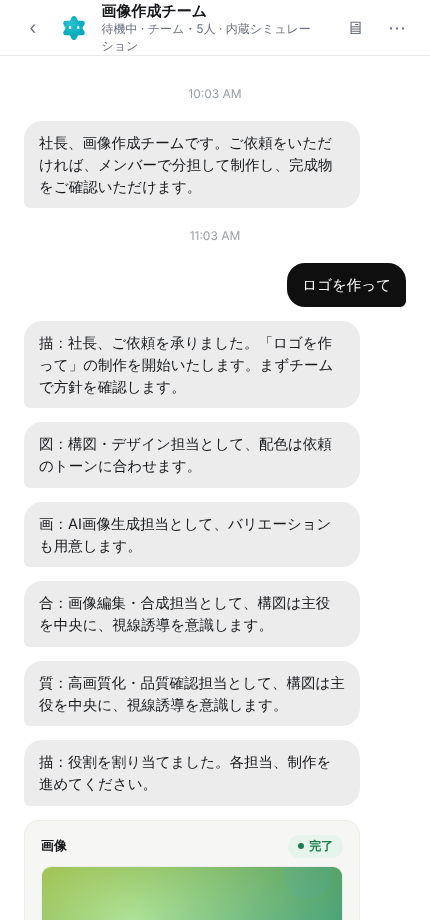 画像作成チーム
待機中 · チーム・5人 · 内蔵シミュレー
ション
10:03 AM
社長、画像作成チームです。ご依頼をいただ
ければ、メンバーで分担して制作し、完成物
をご確認いただけます。
11:03 AM
ロゴを作って
描：社長、ご依頼を承りました。「ロゴを作
って」の制作を開始いたします。まずチーム
で方針を確認します。
図：構図・デザイン担当として、配色は依頼
のトーンに合わせます。
画：AI画像生成担当として、バリエーション
も用意します。
合：画像編集・合成担当として、構図は主役
を中央に、視線誘導を意識します。
質：高画質化・品質確認担当として、構図は主
役を中央に、視線誘導を意識します。
描：役割を割り当てました。各担当、制作を
進めてください。
画像
完了